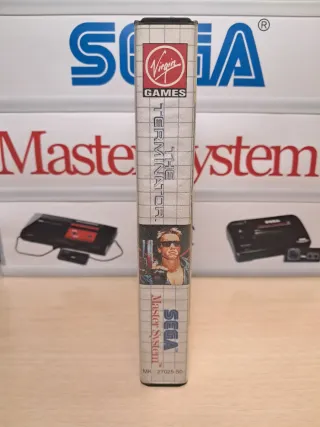 SEGA®
Master System
Virgin
GAMES
THE
TERMINATOR
SEGA
Master System